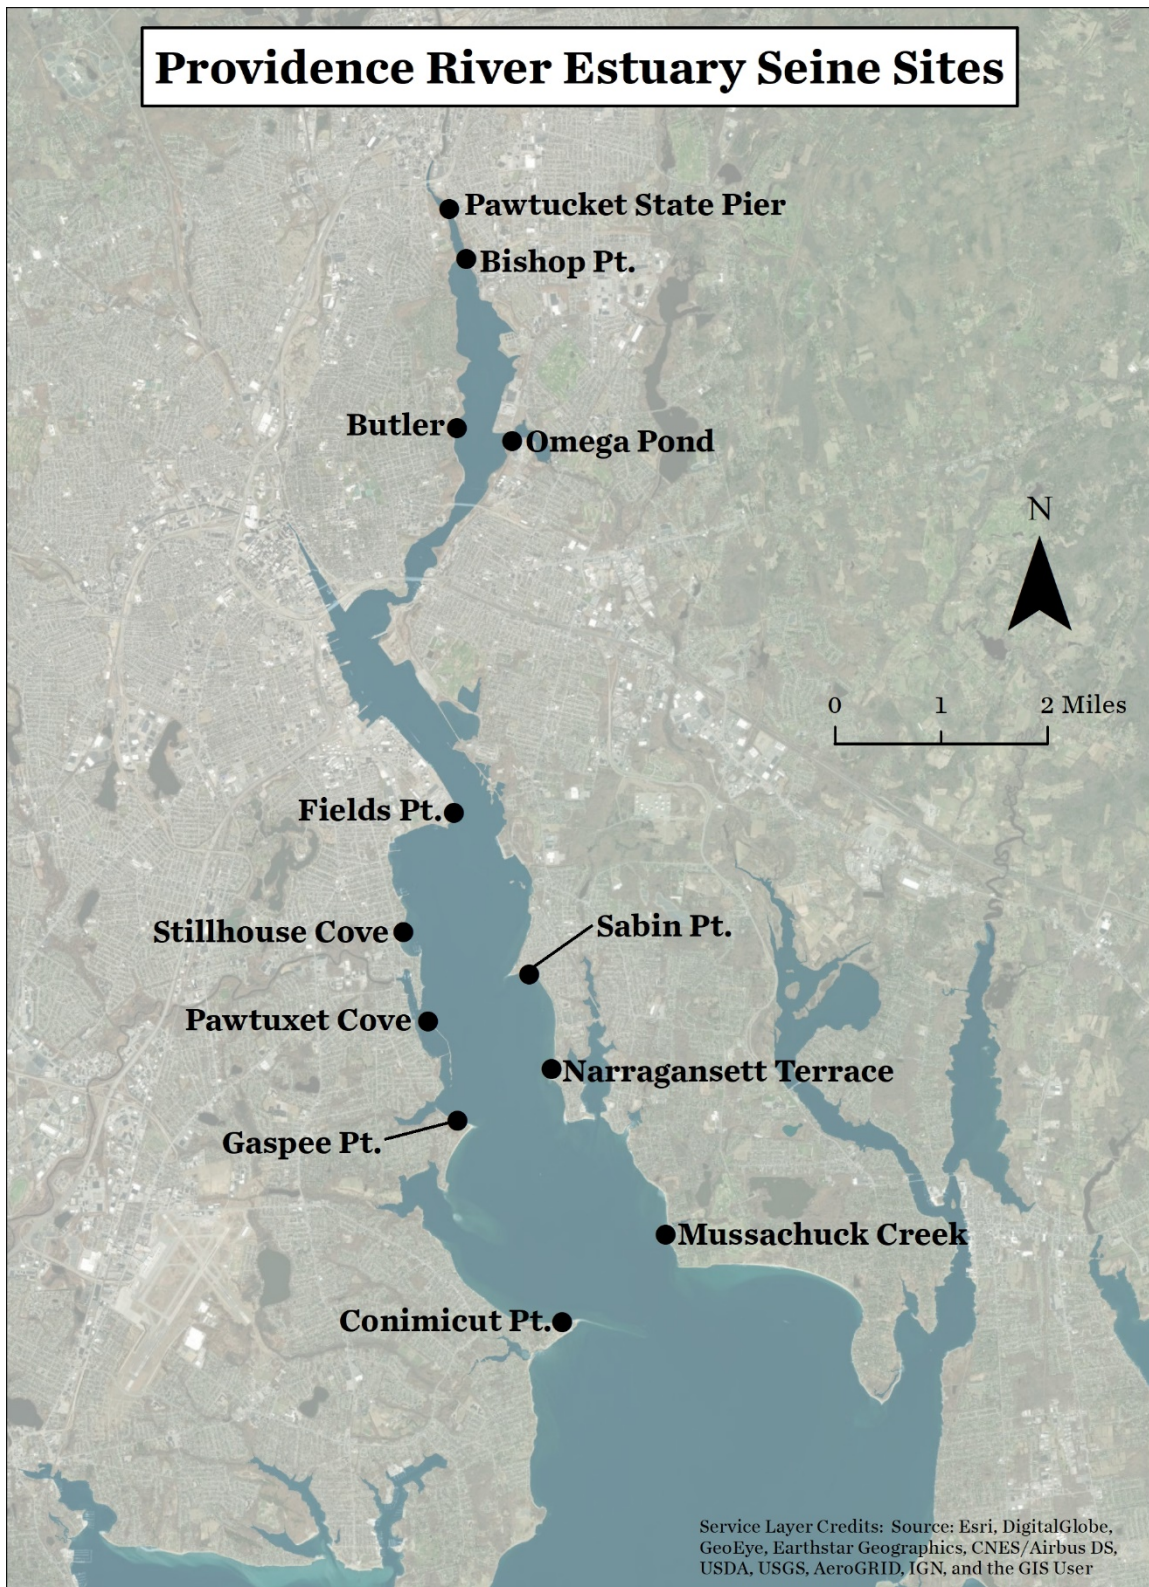 Providence River Estuary Seine Sites
Pawtucket State Pier
Bishop Pt.
Butler
Omega Pond
N
0 1 2 Miles
Fields Pt.
Stillhouse Cove
Sabin Pt.
Pawtuxet Cove
Narragansett Terrace
Gaspee Pt.
Mussachuck Creek
Conimicut Pt.
Service Layer Credits: Source: Esri, DigitalGlobe,
GeoEye, Earthstar Geographics, CNES/Airbus DS,
USDA, USGS, AeroGRID, IGN, and the GIS User